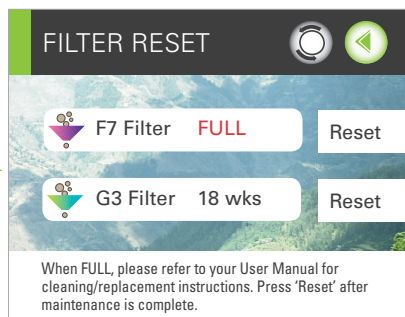 FILTER RESET
F7 Filter FULL Reset
G3 Filter 18 wks Reset
When FULL, please refer to your User Manual for
cleaning/replacement instructions. Press ‘Reset’ after
maintenance is complete.